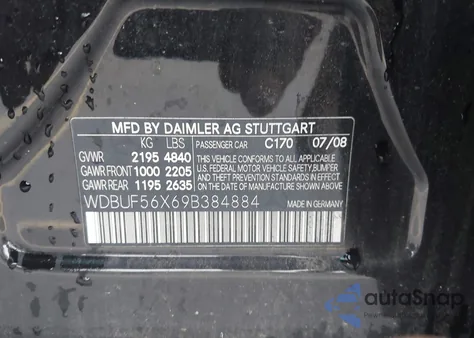 MFD BY DAIMLER AG STUTTGART
KG LBS PASSENGER CAR C170 07/08
GVWR 2195 4840 THIS VEHICLE CONFORMS TO ALL APPLICABLE
GAWR FRONT 1000 2205 U.S. FEDERAL MOTOR VEHICLE SAFETY,BUMPER
GAWR REAR 1195 2635 AND THEFT PREVENTION STANDARDS IN EFFECT
ON THE DATE OF MANUFACTURE SHOWN ABOVE.
WDBUF56X69B384884 MADE IN GERMANY
autoSnap